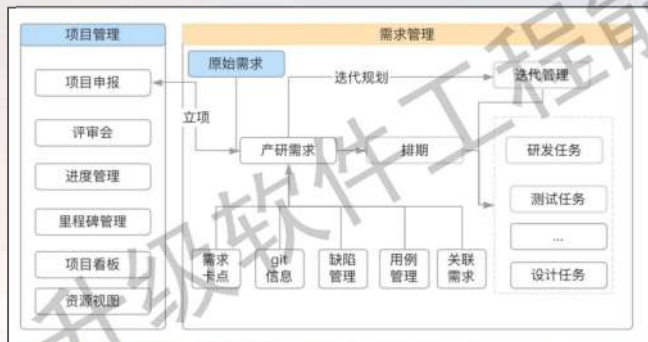 项目管理
需求管理
原始需求
迭代规划
迭代管理
项目申报
立项
评审会
产研需求
排期
研发任务
进度管理
测试任务
里程碑管理
...
项目看板
需求
卡点
git
信息
缺陷
管理
用例
管理
关联
需求
设计任务
资源视图
升级软件工程能